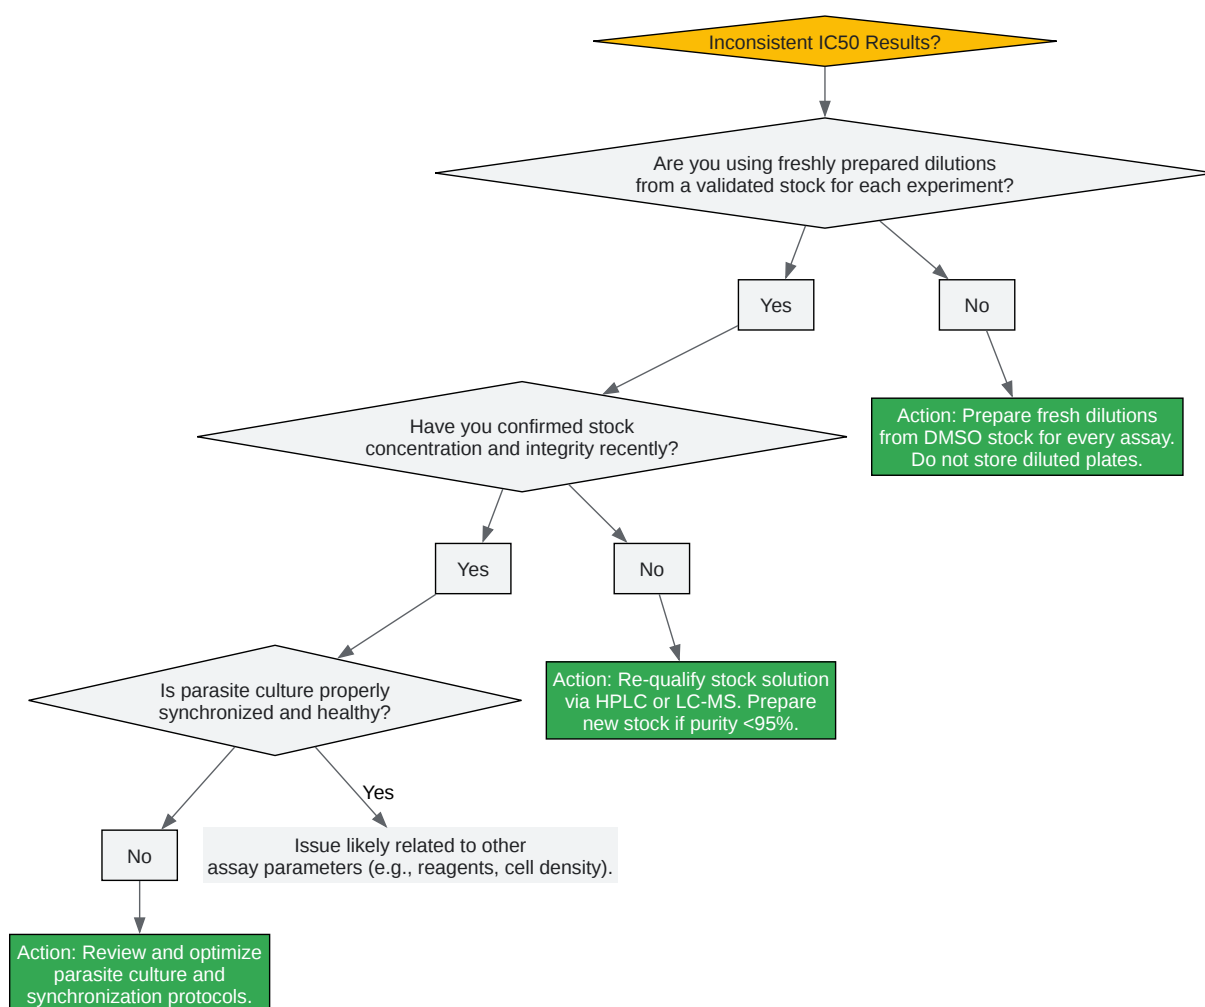 Inconsistent IC50 Results?
Are you using freshly prepared dilutions
from a validated stock for each experiment?
Yes
No
Have you confirmed stock
concentration and integrity recently?
Action: Prepare fresh dilutions
from DMSO stock for every assay.
Do not store diluted plates.
Yes
No
Is parasite culture properly
synchronized and healthy?
Action: Re-qualify stock solution
via HPLC or LC-MS. Prepare
new stock if purity <95%.
Yes
No
Issue likely related to other
assay parameters (e.g., reagents, cell density).
Action: Review and optimize
parasite culture and
synchronization protocols.